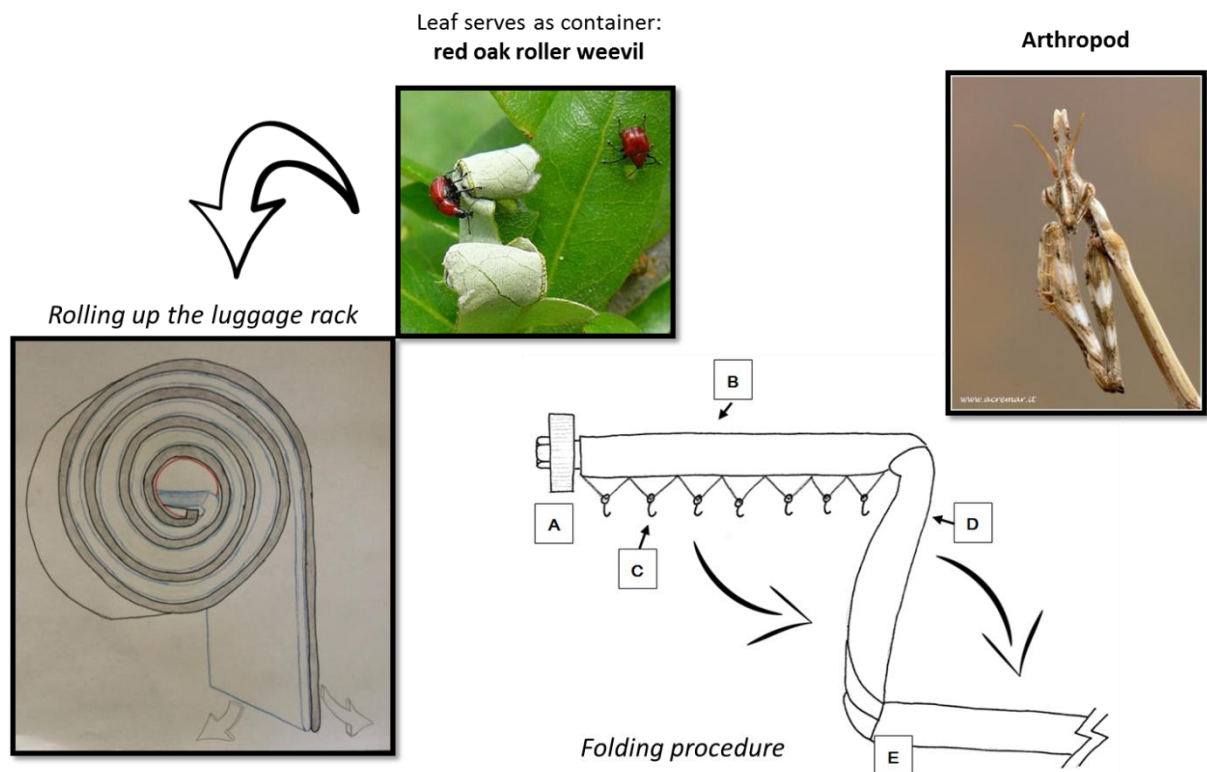 Leaf serves as container:
red oak roller weevil
Arthropod
Rolling up the luggage rack
www.acremar.it
B
A
C
D
E
Folding procedure